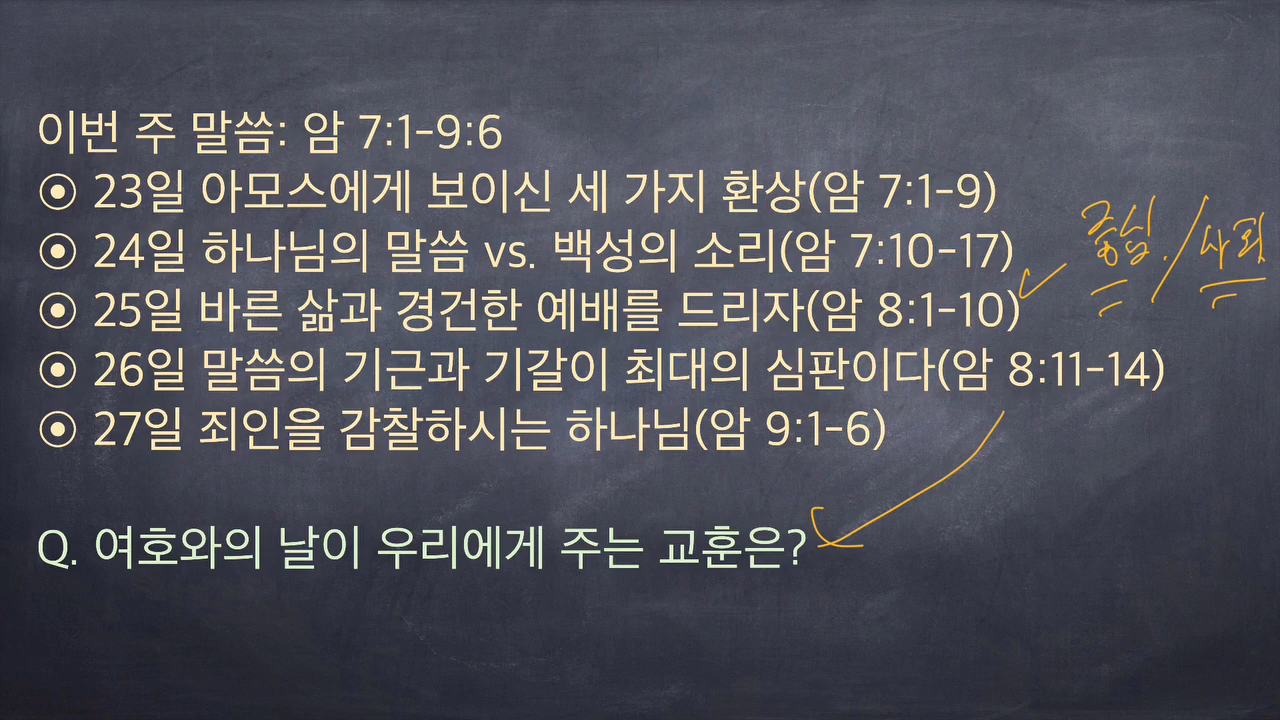 이번 주 말씀: 암 7:1-9:6
⦿ 23일 아모스에게 보이신 세 가지 환상(암 7:1-9)
⦿ 24일 하나님의 말씀 vs. 백성의 소리(암 7:10-17)
⦿ 25일 바른 삶과 경건한 예배를 드리자(암 8:1-10)
중심./사회
⦿ 26일 말씀의 기근과 기갈이 최대의 심판이다(암 8:11-14)
⦿ 27일 죄인을 감찰하시는 하나님(암 9:1-6)
Q. 여호와의 날이 우리에게 주는 교훈은?